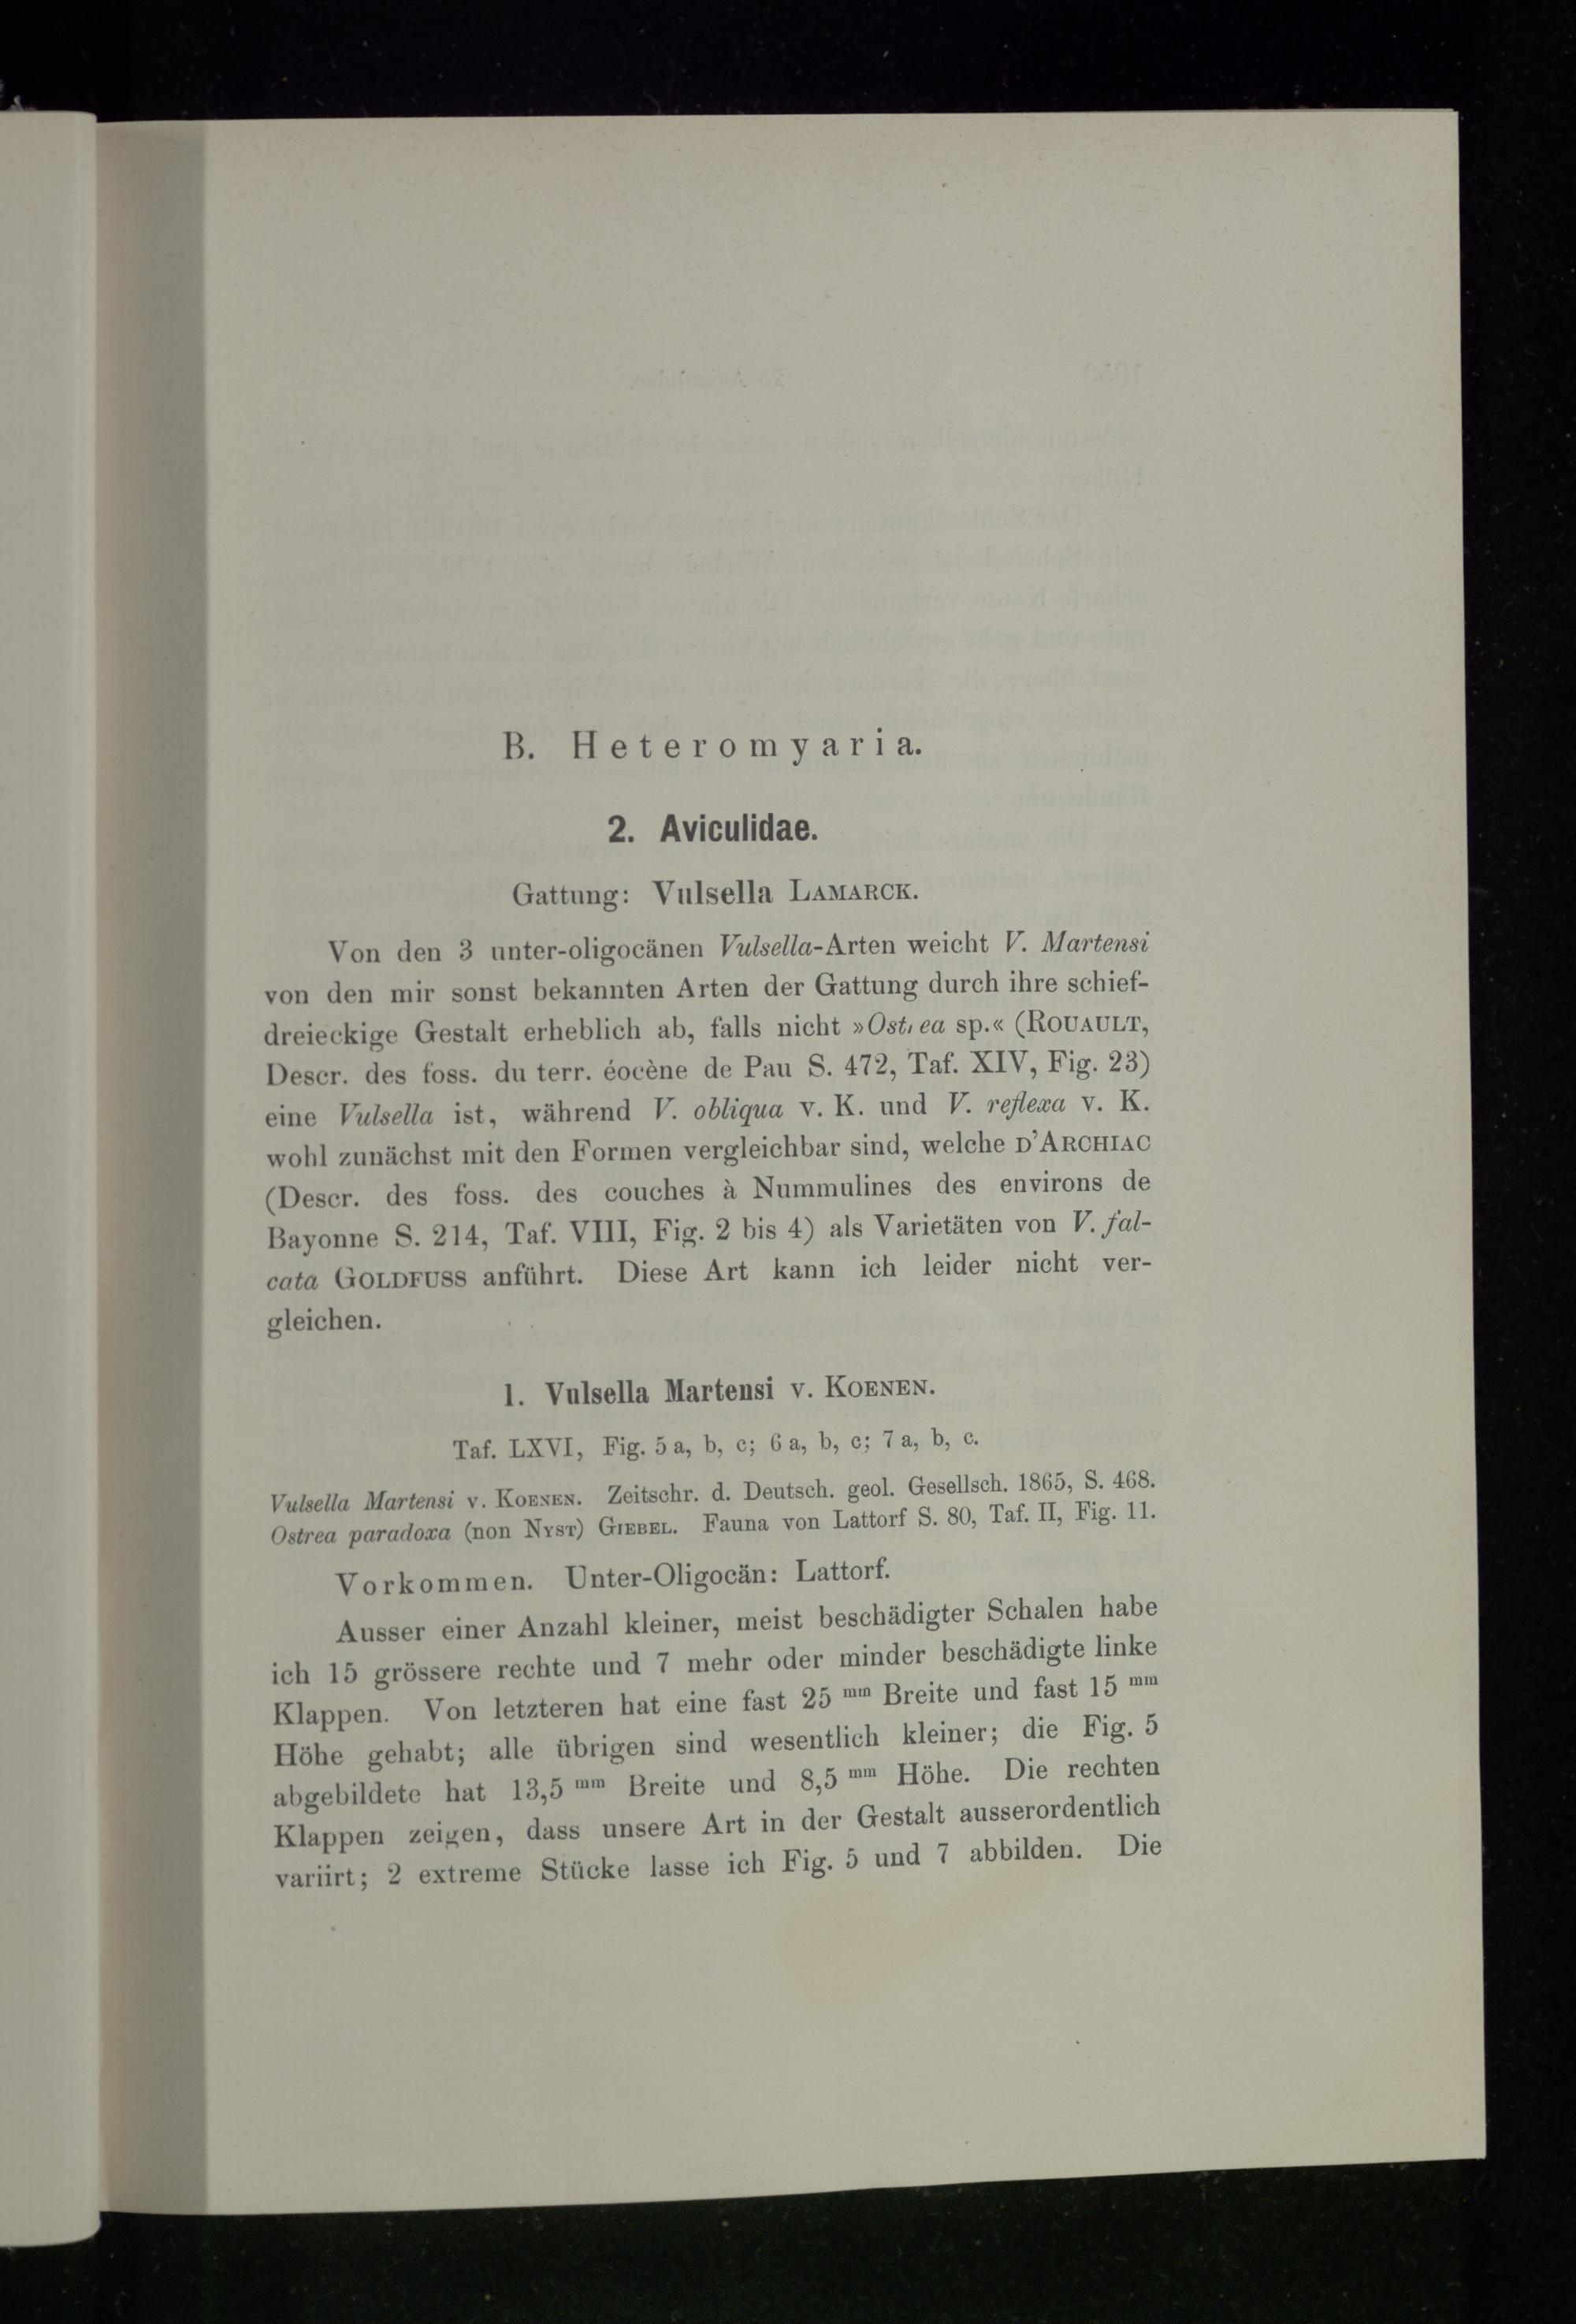 B. Heteromyaria.
2. Aviculidae.
Gattung: Vulsella LAMARCK.
Von den 3 unter-oligocänen Vulsella-Arten weicht V. Martensi
von den mir sonst bekannten Arten der Gattung durch ihre schief-
dreieckige Gestalt erheblich ab, falls nicht »Ostrea sp.« (ROUAULT,
Descr. des foss. du terr. éocène de Pau S. 472, Taf. XIV, Fig. 23)
eine Vulsella ist, während V. obliqua v. K. und V. reflexa v. K.
wohl zunächst mit den Formen vergleichbar sind, welche D'ARCHIAC
(Descr. des foss. des couches à Nummulines des environs de
Bayonne S. 214, Taf. VIII, Fig. 2 bis 4) als Varietäten von V. fal-
cata GOLDFUSS anführt. Diese Art kann ich leider nicht ver-
gleichen.
1. Vulsella Martensi v. KOENEN.
Taf. LXVI, Fig. 5 a, b, c; 6 a, b, c; 7 a, b, c.
Vulsella Martensi v. KOENEN. Zeitschr. d. Deutsch. geol. Gesellsch. 1865, S. 468.
Ostrea paradoxa (non NYST) GIEBEL. Fauna von Lattorf S. 80, Taf. II, Fig. 11.
Vorkommen. Unter-Oligocän: Lattorf.
Ausser einer Anzahl kleiner, meist beschädigter Schalen habe
ich 15 grössere rechte und 7 mehr oder minder beschädigte linke
Klappen. Von letzteren hat eine fast 25 mm Breite und fast 15 mm
Höhe gehabt; alle übrigen sind wesentlich kleiner; die Fig. 5
abgebildete hat 13,5 mm Breite und 8,5 mm Höhe. Die rechten
Klappen zeigen, dass unsere Art in der Gestalt ausserordentlich
variirt; 2 extreme Stücke lasse ich Fig. 5 und 7 abbilden. Die